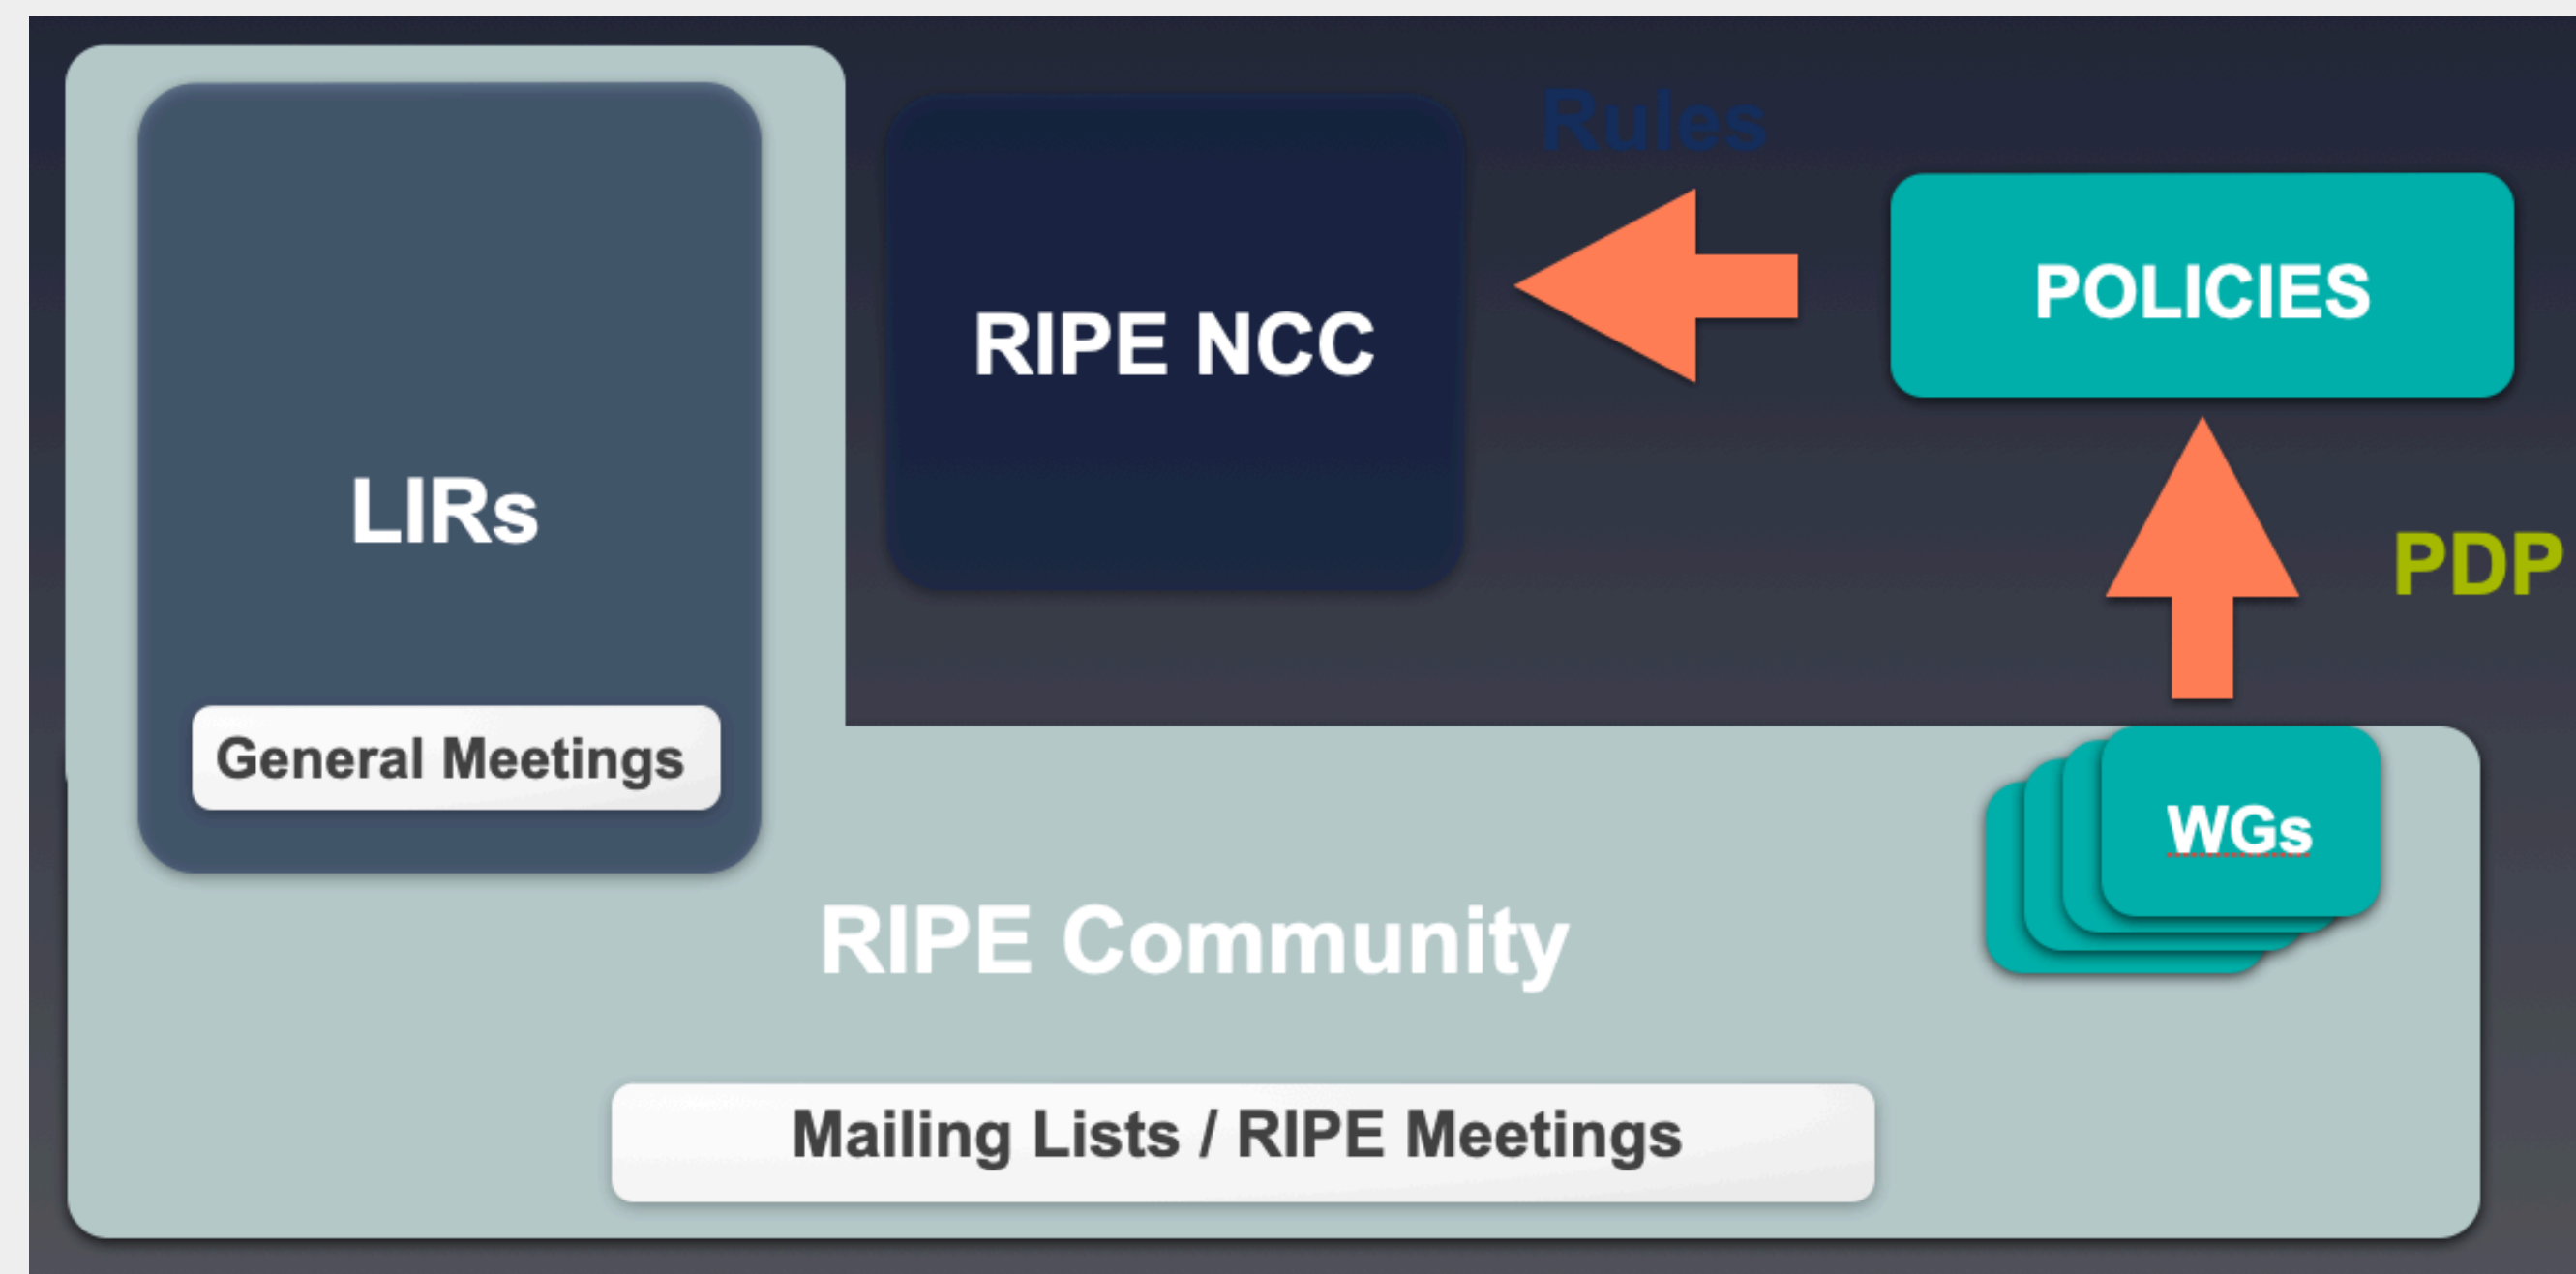 Rules
RIPE NCC
POLICIES
LIRs
PDP
General Meetings
WGs
RIPE Community
Mailing Lists / RIPE Meetings